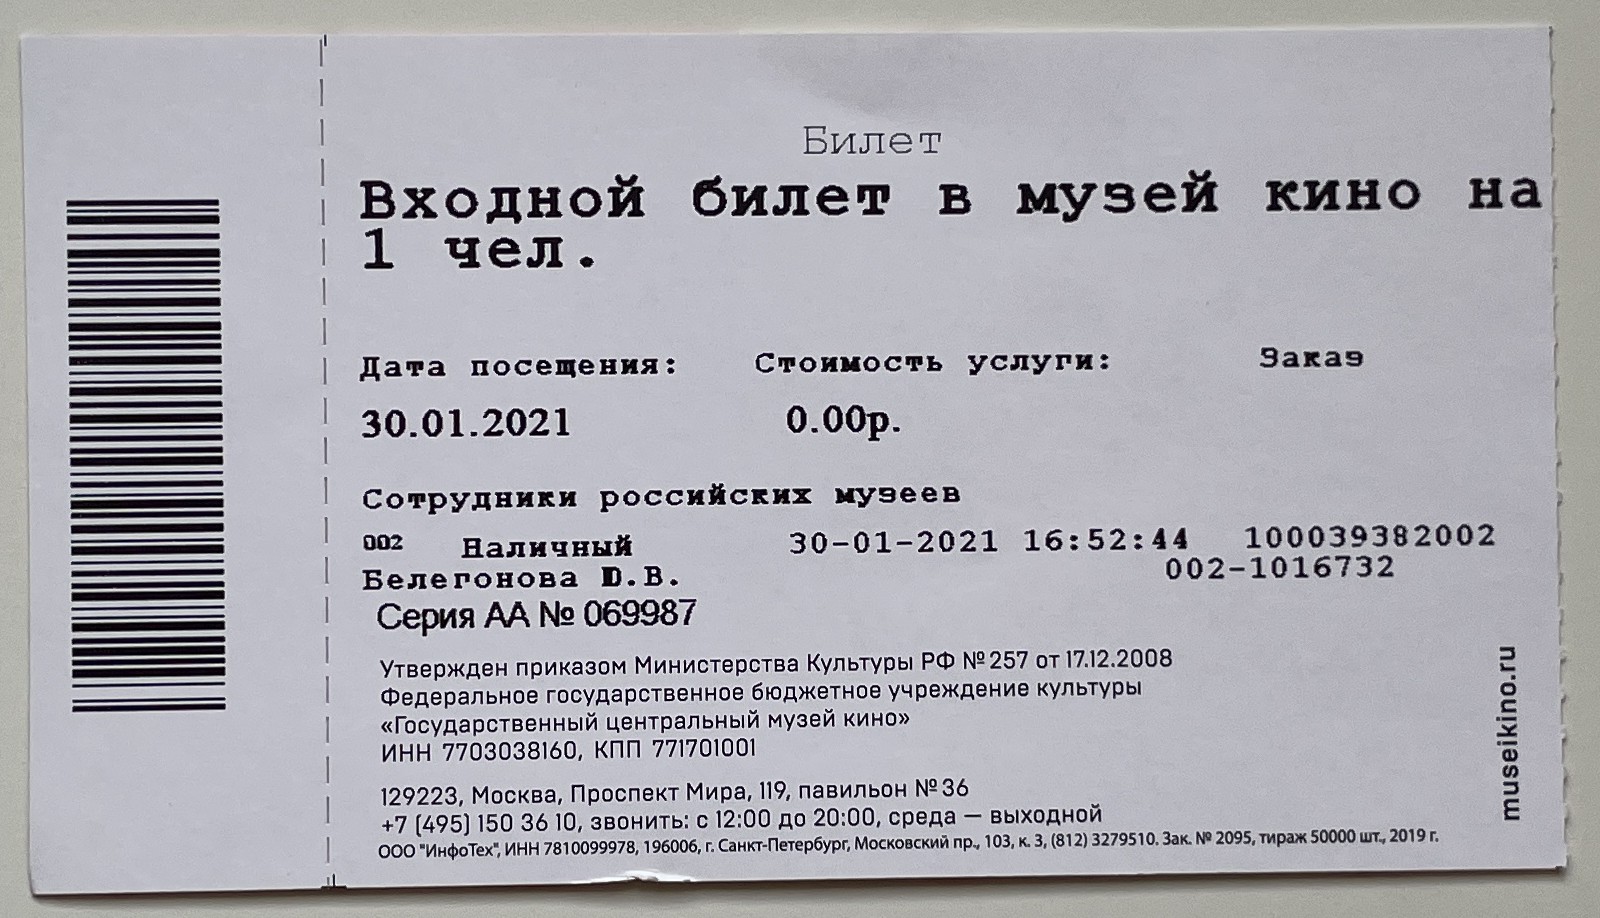 Билет
Входной билет в музей кино на
1 чел.
Дата посещения: Стоимость услуги: Заказ
30.01.2021 0.00р.
Сотрудники российских музеев
002 Наличный 30-01-2021 16:52:44 100039382002
Белегонова D.В. 002-1016732
Серия АА № 069987
Утвержден приказом Министерства Культуры РФ № 257 от 17.12.2008
Федеральное государственное бюджетное учреждение культуры
«Государственный центральный музей кино»
ИНН 7703038160, КПП 771701001
129223, Москва, Проспект Мира, 119, павильон № 36
+7 (495) 150 36 10, звонить: с 12:00 до 20:00, среда — выходной
ООО "ИнфоТех", ИНН 7810099978, 196006, г. Санкт-Петербург, Московский пр., 103, к. 3, (812) 3279510. Зак. № 2095, тираж 50000 шт., 2019 г.
museikino.ru